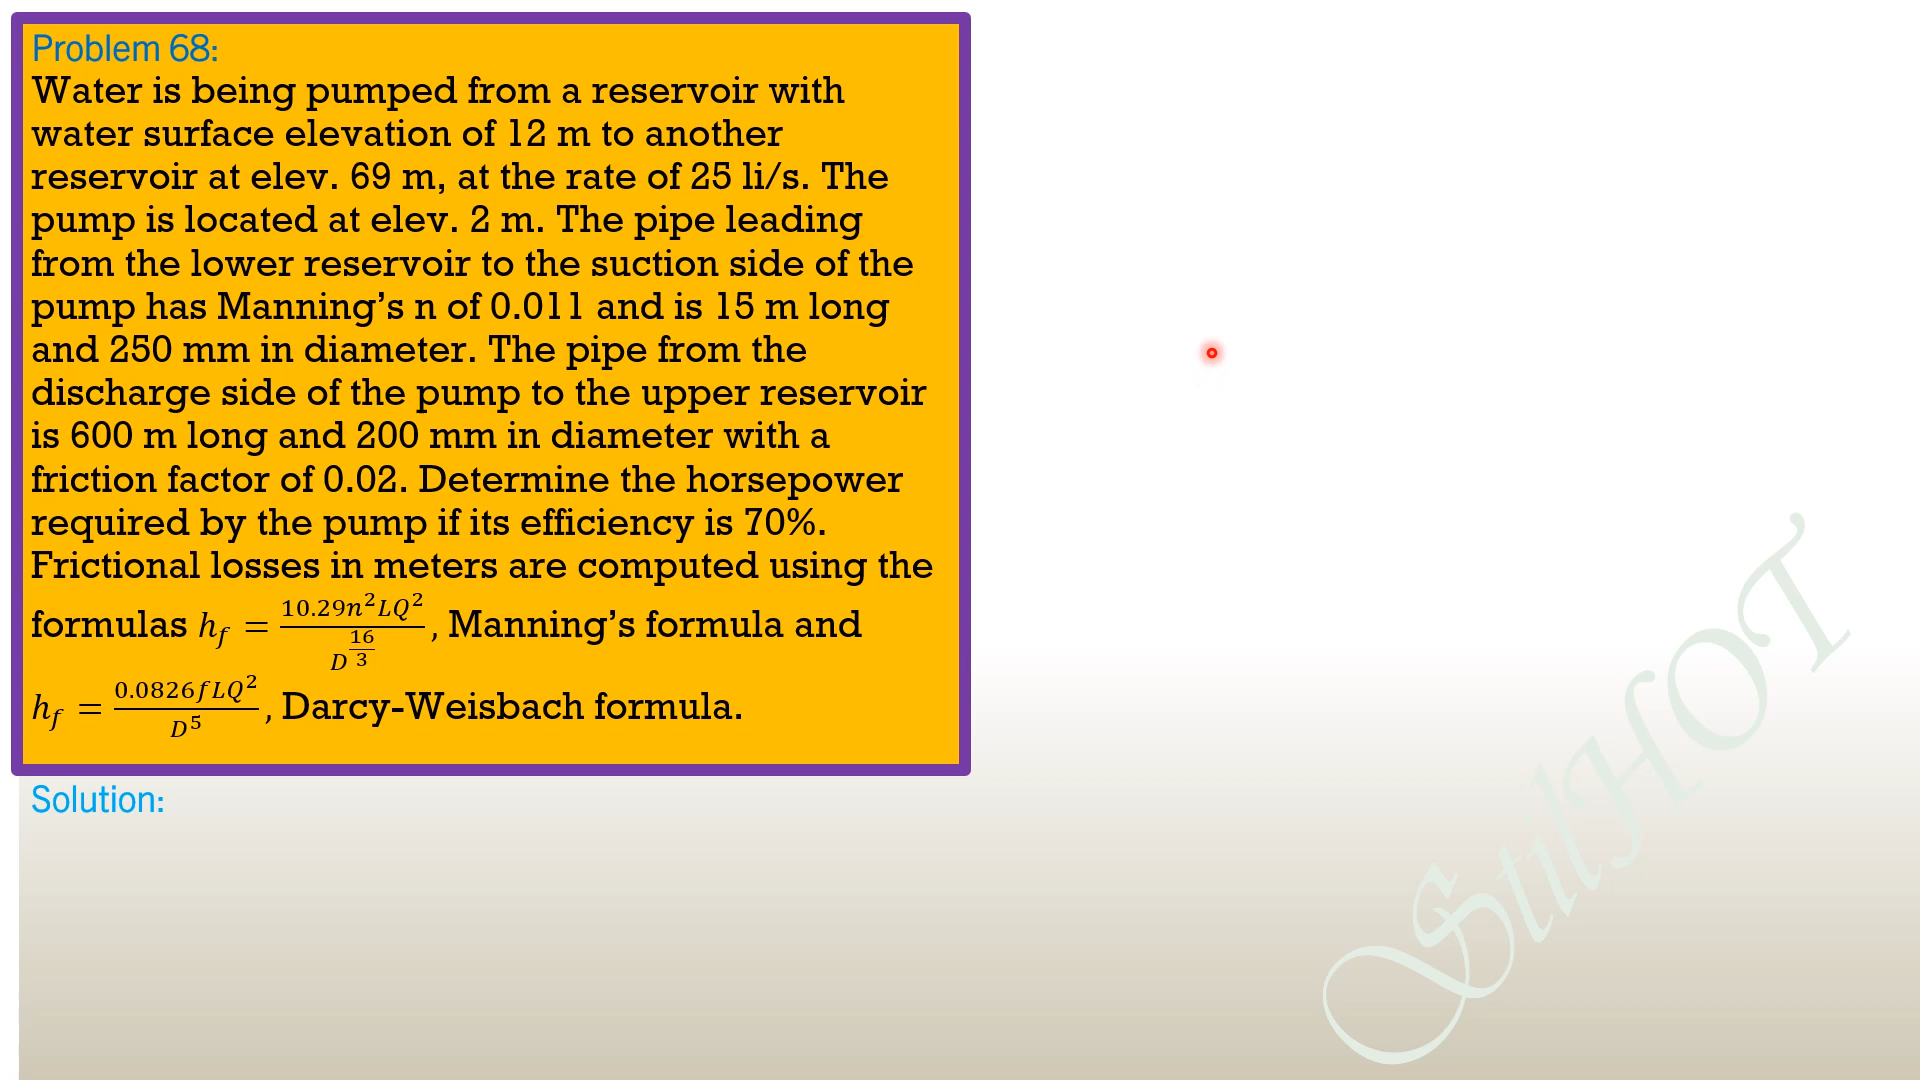 Problem 68:
Water is being pumped from a reservoir with
water surface elevation of 12 m to another
reservoir at elev. 69 m, at the rate of 25 li/s. The
pump is located at elev. 2 m. The pipe leading
from the lower reservoir to the suction side of the
pump has Manning’s n of 0.011 and is 15 m long
and 250 mm in diameter. The pipe from the
discharge side of the pump to the upper reservoir
is 600 m long and 200 mm in diameter with a
friction factor of 0.02. Determine the horsepower
required by the pump if its efficiency is 70%.
Frictional losses in meters are computed using the
formulas $h_f = \frac{10.29n^2LQ^2}{D^{\frac{16}{3}}}$, Manning’s formula and
$h_f = \frac{0.0826fLQ^2}{D^5}$, Darcy-Weisbach formula.
Solution:
StilHOT